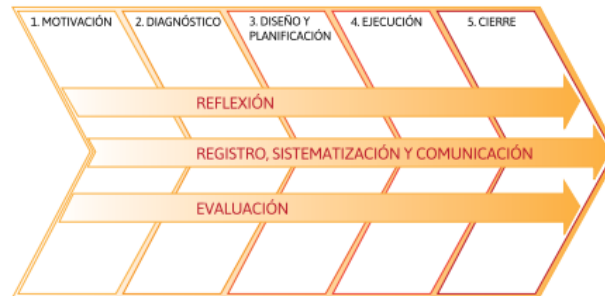 1. MOTIVACIÓN
2. DIAGNÓSTICO
3. DISEÑO Y
PLANIFICACIÓN
4. EJECUCIÓN
5. CIERRE
REFLEXIÓN
REGISTRO, SISTEMATIZACIÓN Y COMUNICACIÓN
EVALUACIÓN